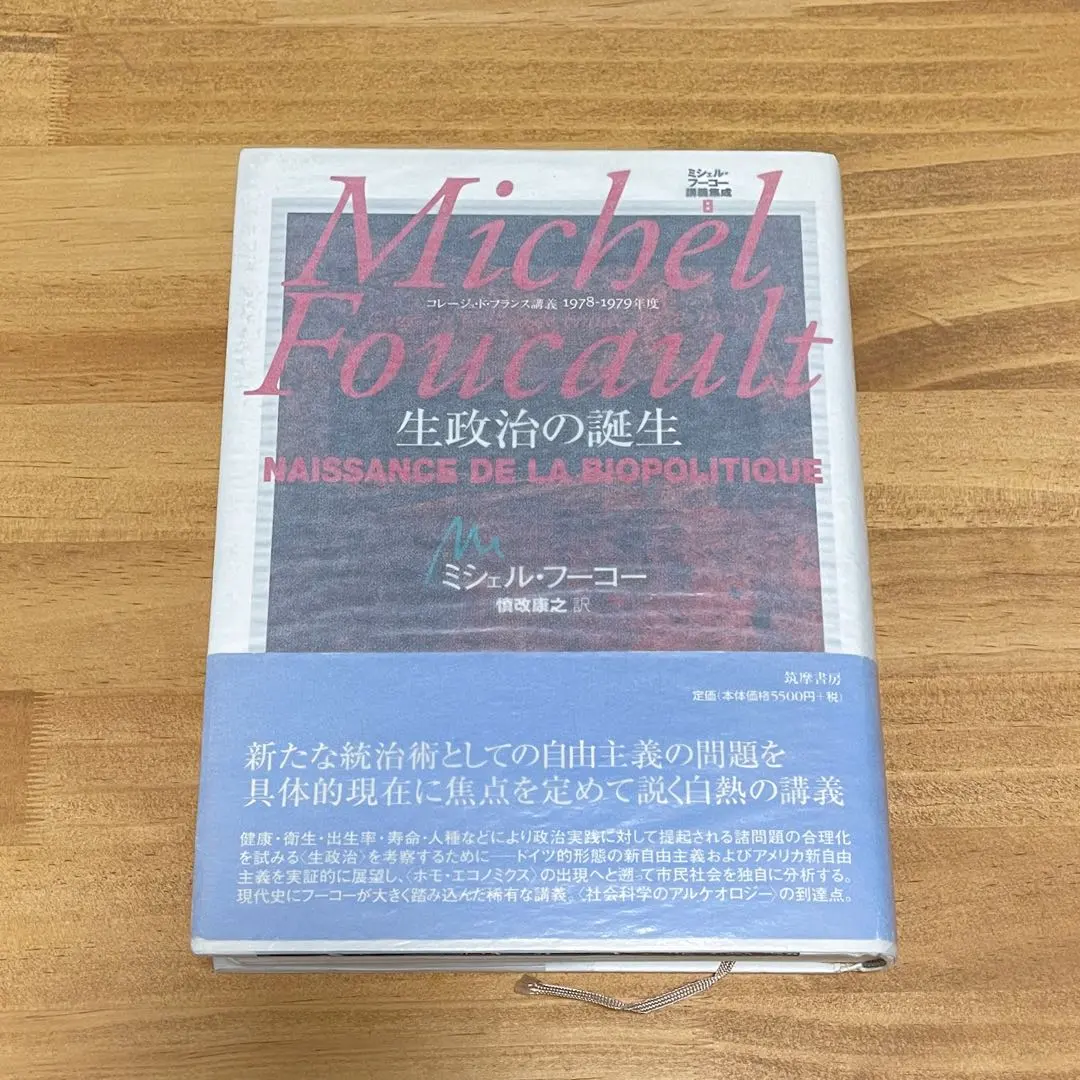 ミシェル・
フーコー
講義集成
8
Michel
コレージュ・ド・フランス講義 1978-1979年度
Foucault
生政治の誕生
NAISSANCE DE LA BIOPOLITIQUE
ミシェル・フーコー
慎改康之 訳
筑摩書房
定価(本体価格5500円+税)
新たな統治術としての自由主義の問題を
具体的現在に焦点を定めて説く白熱の講義
健康・衛生・出生率・寿命・人種などにより政治実践に対して提起される諸問題の合理化
を試みる〈生政治〉を考察するために――ドイツ的形態の新自由主義およびアメリカ新自由
主義を実証的に展望し、〈ホモ・エコノミクス〉の出現へと遡って市民社会を独自に分析する。
現代史にフーコーが大きく踏み込んだ稀有な講義。〈社会科学のアルケオロジー〉の到達点。